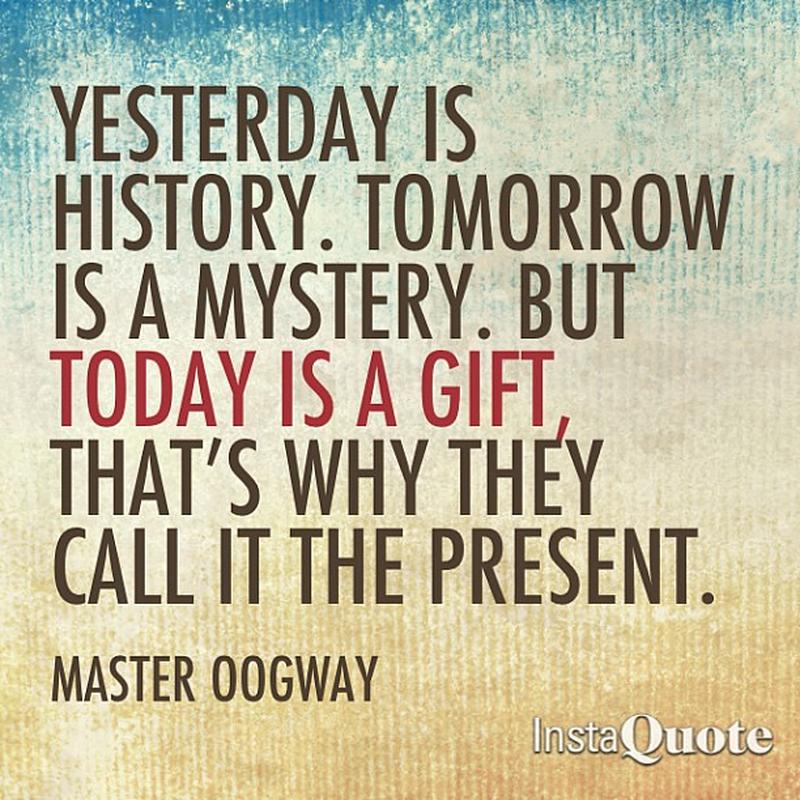 YESTERDAY IS
HISTORY. TOMORROW
IS A MYSTERY. BUT
TODAY IS A GIFT,
THAT'S WHY THEY
CALL IT THE PRESENT.
MASTER OOGWAY
InstaQuote